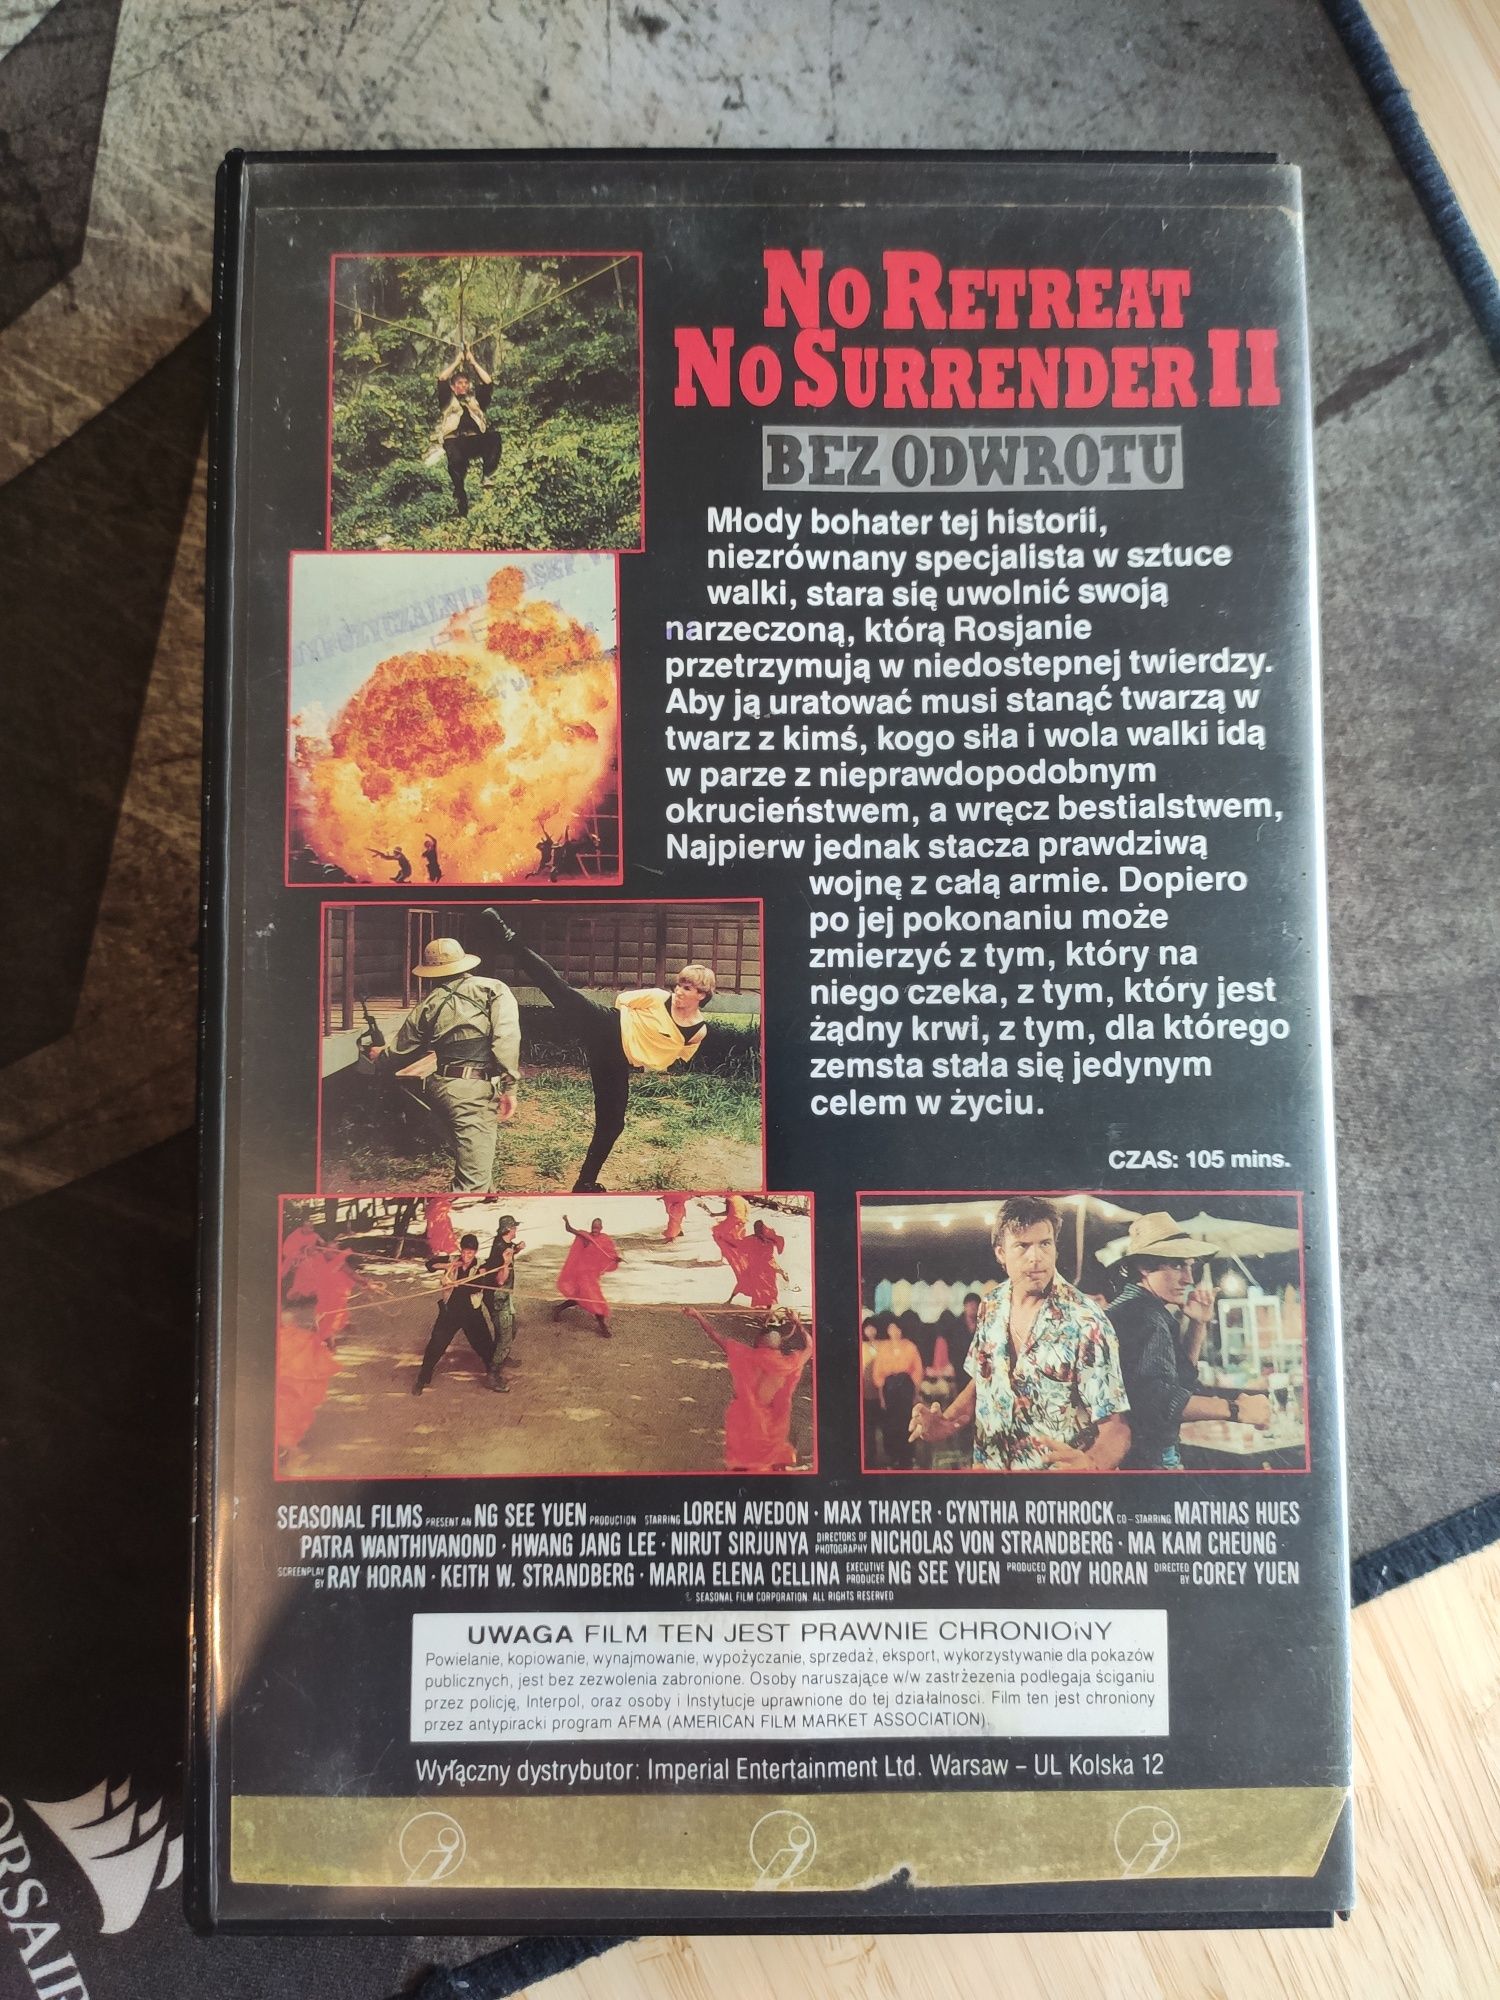 NO RETREAT
NO SURRENDER II
BEZ ODWROTU
Młody bohater tej historii,
niezrównany specjalista w sztuce
walki, stara się uwolnić swoją
narzeczoną, którą Rosjanie
przetrzymują w niedostepnej twierdzy.
Aby ją uratować musi stanąć twarzą w
twarz z kimś, kogo siła i wola walki idą
w parze z nieprawdopodobnym
okrucieństwem, a wręcz bestialstwem,
Najpierw jednak stacza prawdziwą
wojnę z całą armie. Dopiero
po jej pokonaniu może
zmierzyć z tym, który na
niego czeka, z tym, który jest
żądny krwi, z tym, dla którego
zemsta stała się jedynym
celem w życiu.
CZAS: 105 mins.
SEASONAL FILMS PRESENT AN NG SEE YUEN PRODUCTION STARRING LOREN AVEDON · MAX THAYER · CYNTHIA ROTHROCK CO-STARRING MATHIAS HUES
PATRA WANTHIVANOND · HWANG JANG LEE · NIRUT SIRJUNYA DIRECTORS OF PHOTOGRAPHY NICHOLAS VON STRANDBERG · MA KAM CHEUNG
SCREENPLAY BY RAY HORAN · KEITH W. STRANDBERG · MARIA ELENA CELLINA EXECUTIVE PRODUCER NG SEE YUEN PRODUCED BY ROY HORAN DIRECTED BY COREY YUEN
© SEASONAL FILM CORPORATION. ALL RIGHTS RESERVED
UWAGA FILM TEN JEST PRAWNIE CHRONIONY
Powielanie, kopiowanie, wynajmowanie, wypożyczanie, sprzedaż, eksport, wykorzystywanie dla pokazów
publicznych, jest bez zezwolenia zabronione. Osoby naruszające w/w zastrżezenia podlegaja ściganiu
przez policję, Interpol, oraz osoby i Instytucje uprawnione do tej działalnosci. Film ten jest chroniony
przez antypiracki program AFMA (AMERICAN FILM MARKET ASSOCIATION).
Wyłączny dystrybutor: Imperial Entertainment Ltd. Warsaw – UL Kolska 12
ORSAIR